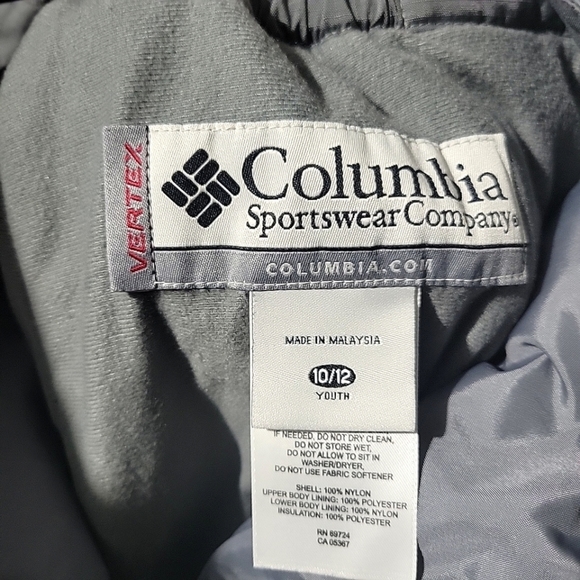 VERTEX
Columbia
Sportswear Company®
COLUMBIA.COM
MADE IN MALAYSIA
10/12
YOUTH
IF NEEDED, DO NOT DRY CLEAN,
DO NOT STORE WET,
DO NOT ALLOW TO SIT IN
WASHER/DRYER,
DO NOT USE FABRIC SOFTENER
SHELL: 100% NYLON
UPPER BODY LINING: 100% POLYESTER
LOWER BODY LINING: 100% NYLON
INSULATION: 100% POLYESTER
RN 69724
CA 05367